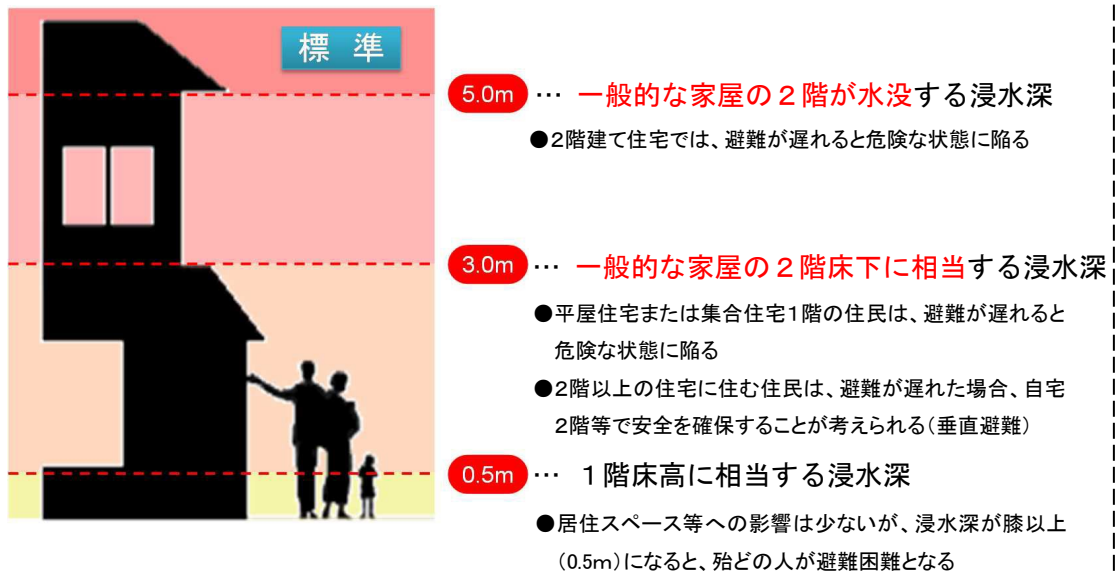 標 準
5.0m … 一般的な家屋の２階が水没する浸水深
●2階建て住宅では、避難が遅れると危険な状態に陥る
3.0m … 一般的な家屋の２階床下に相当する浸水深
●平屋住宅または集合住宅1階の住民は、避難が遅れると
危険な状態に陥る
●2階以上の住宅に住む住民は、避難が遅れた場合、自宅
2階等で安全を確保することが考えられる(垂直避難)
0.5m … １階床高に相当する浸水深
●居住スペース等への影響は少ないが、浸水深が膝以上
(0.5m)になると、殆どの人が避難困難となる